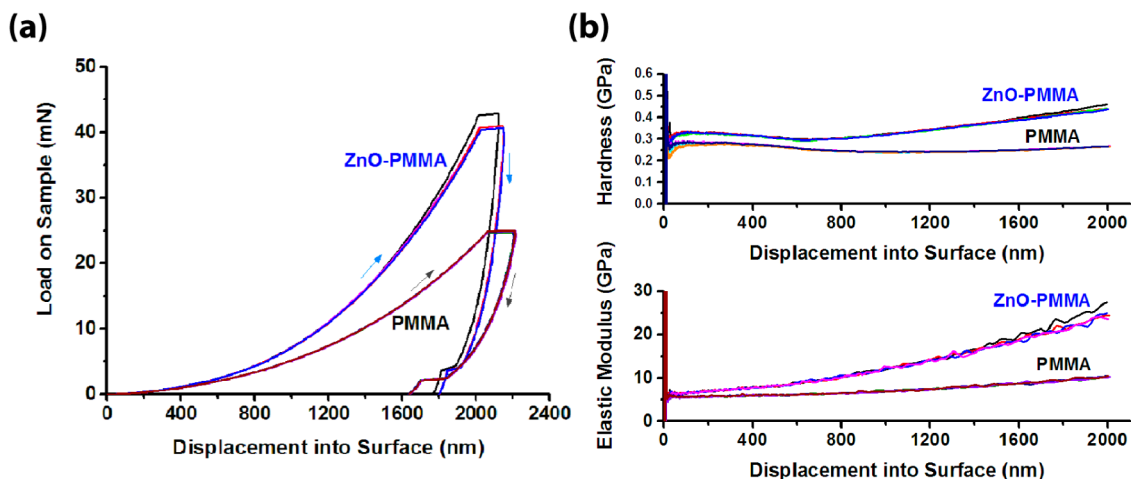 (a)
Load on Sample (mN)
50
40
30
20
10
0
ZnO-PMMA
PMMA
0 400 800 1200 1600 2000 2400
Displacement into Surface (nm)
(b)
Hardness (GPa)
0.6
0.5
0.4
0.3
0.2
0.1
0.0
ZnO-PMMA
PMMA
0 400 800 1200 1600 2000
Displacement into Surface (nm)
Elastic Modulus (GPa)
30
20
10
0
ZnO-PMMA
PMMA
0 400 800 1200 1600 2000
Displacement into Surface (nm)